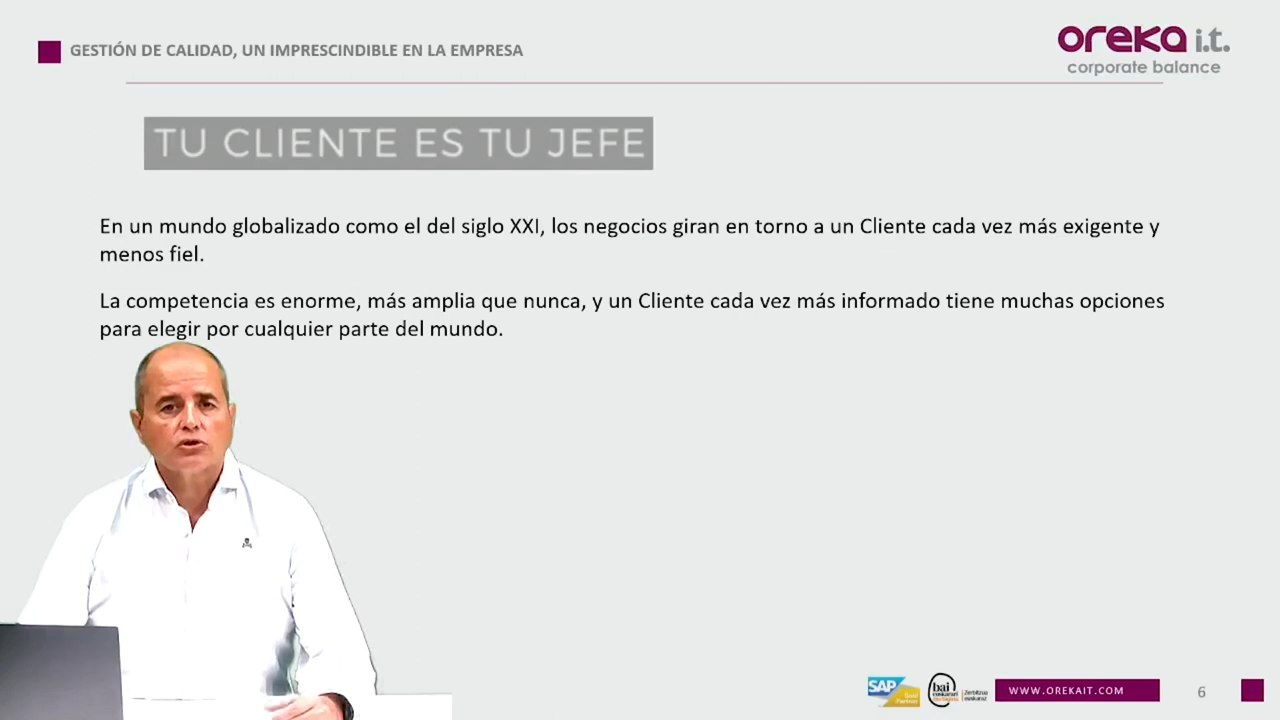 GESTIÓN DE CALIDAD, UN IMPRESCINDIBLE EN LA EMPRESA
oreka i.t.
corporate balance
TU CLIENTE ES TU JEFE
En un mundo globalizado como el del siglo XXI, los negocios giran en torno a un Cliente cada vez más exigente y
menos fiel.
La competencia es enorme, más amplia que nunca, y un Cliente cada vez más informado tiene muchas opciones
para elegir por cualquier parte del mundo.
SAP
bai
WWW.OREKAIT.COM
6